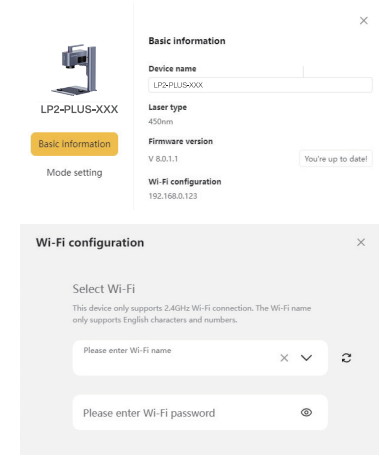 Basic information
Device name
LP2-PLUS-XXX
LP2-PLUS-XXX
Laser type
450nm
Basic information
Firmware version
V 8.0.1.1
You're up to date!
Mode setting
Wi-Fi configuration
192.168.0.123
Wi-Fi configuration
Select Wi-Fi
This device only supports 2.4GHz Wi-Fi connection. The Wi-Fi name
only supports English characters and numbers.
Please enter Wi-Fi name
Please enter Wi-Fi password